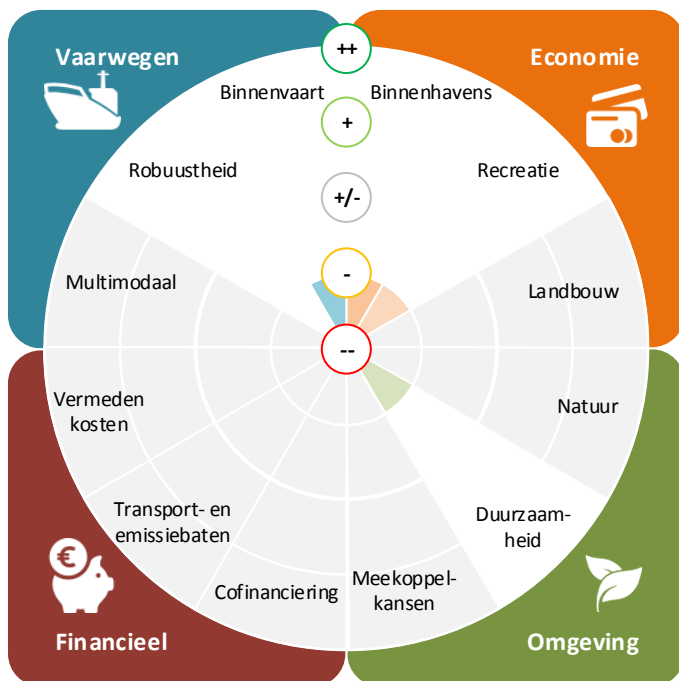 Vaarwegen
++
Economie
Binnenvaart
Binnenhavens
+
Robuustheid
Recreatie
+/-
Multimodaal
-
Landbouw
--
Vermeden
kosten
Natuur
Transport- en
emissiebaten
Duurzaam-
heid
Cofinanciering
Meekoppel-
kansen
€
Financieel
Omgeving